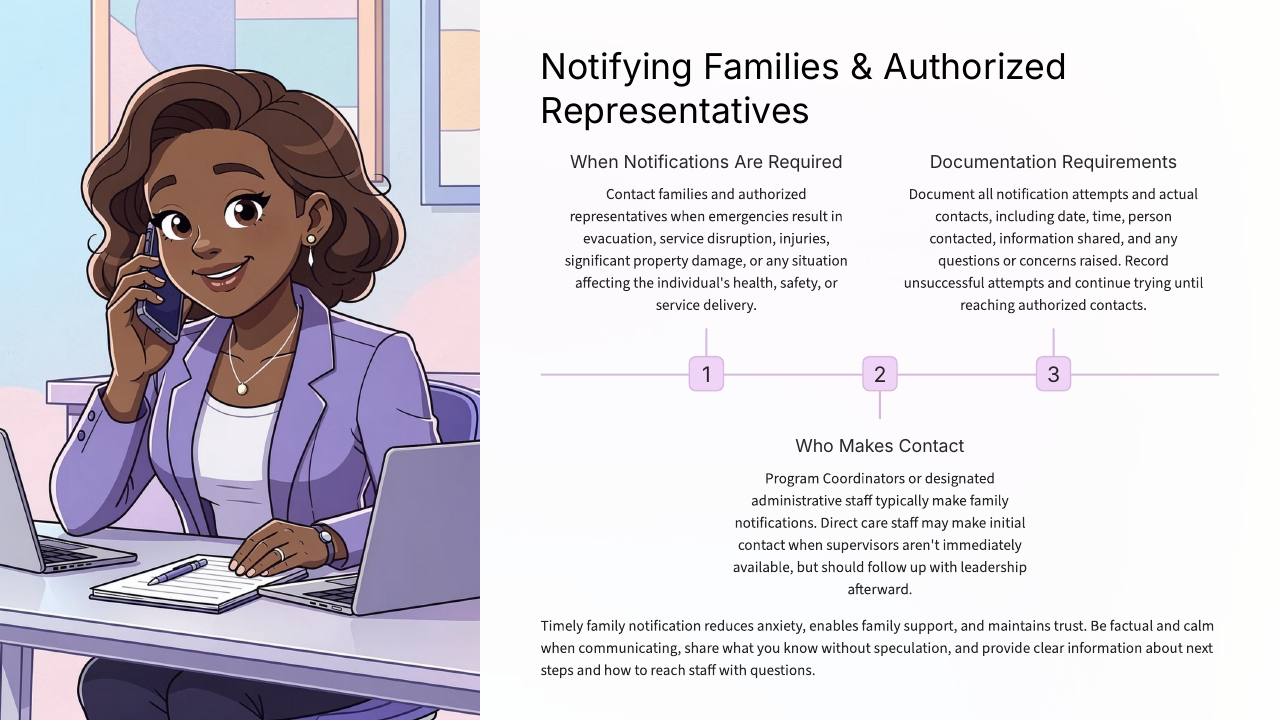 Notifying Families & Authorized
Representatives
When Notifications Are Required
Contact families and authorized
representatives when emergencies result in
evacuation, service disruption, injuries,
significant property damage, or any situation
affecting the individual's health, safety, or
service delivery.
Documentation Requirements
Document all notification attempts and actual
contacts, including date, time, person
contacted, information shared, and any
questions or concerns raised. Record
unsuccessful attempts and continue trying until
reaching authorized contacts.
1
2
3
Who Makes Contact
Program Coordinators or designated
administrative staff typically make family
notifications. Direct care staff may make initial
contact when supervisors aren't immediately
available, but should follow up with leadership
afterward.
Timely family notification reduces anxiety, enables family support, and maintains trust. Be factual and calm
when communicating, share what you know without speculation, and provide clear information about next
steps and how to reach staff with questions.